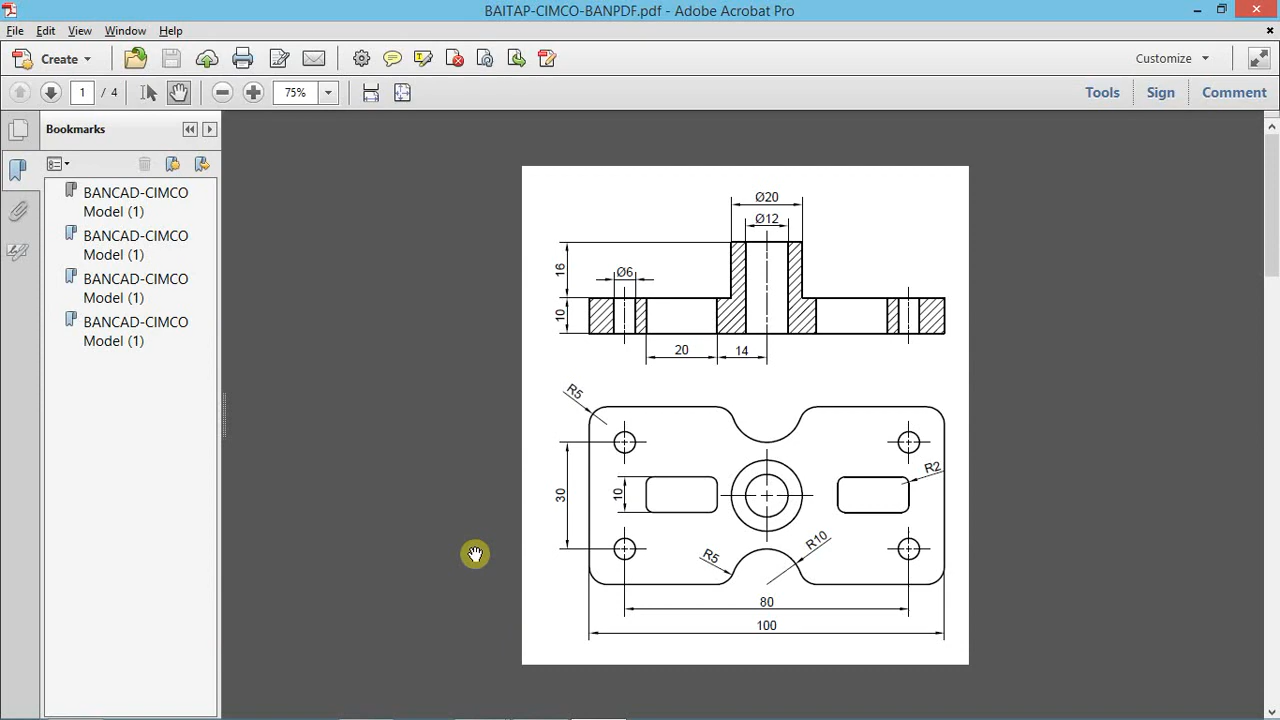 BAITAP-CIMCO-BANPDF.pdf - Adobe Acrobat Pro
File Edit View Window Help
Create Customize
1 / 4 75% Tools Sign Comment
Bookmarks
BANCAD-CIMCO
Model (1)
BANCAD-CIMCO
Model (1)
BANCAD-CIMCO
Model (1)
BANCAD-CIMCO
Model (1)
Ø20
Ø12
16
Ø6
10
20
14
R5
R2
10
30
R5
R10
80
100